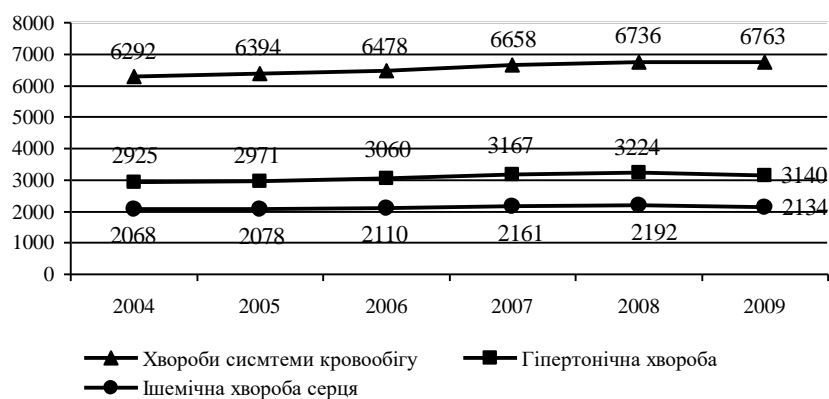 8000
7000
6000
5000
4000
3000
2000
1000
0
6292 6394 6478 6658 6736 6763
2925 2971 3060 3167 3224 3140
2068 2078 2110 2161 2192 2134
2004 2005 2006 2007 2008 2009
Хвороби сисмтеми кровообігу Гіпертонічна хвороба
Ішемічна хвороба серця